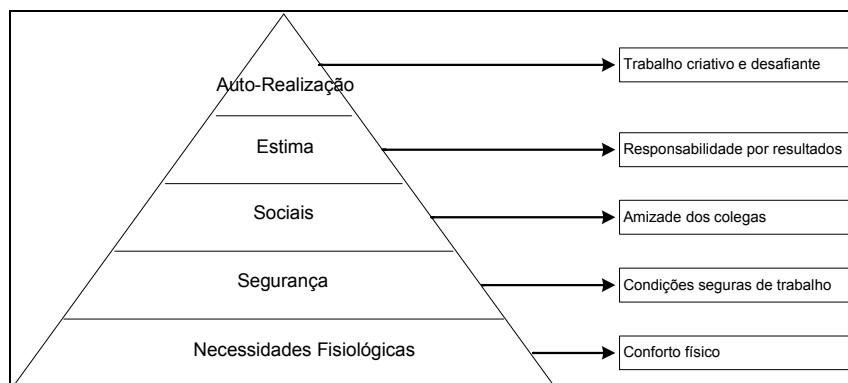 Auto-Realização
Trabalho criativo e desafiante
Estima
Responsabilidade por resultados
Sociais
Amizade dos colegas
Segurança
Condições seguras de trabalho
Necessidades Fisiológicas
Conforto físico